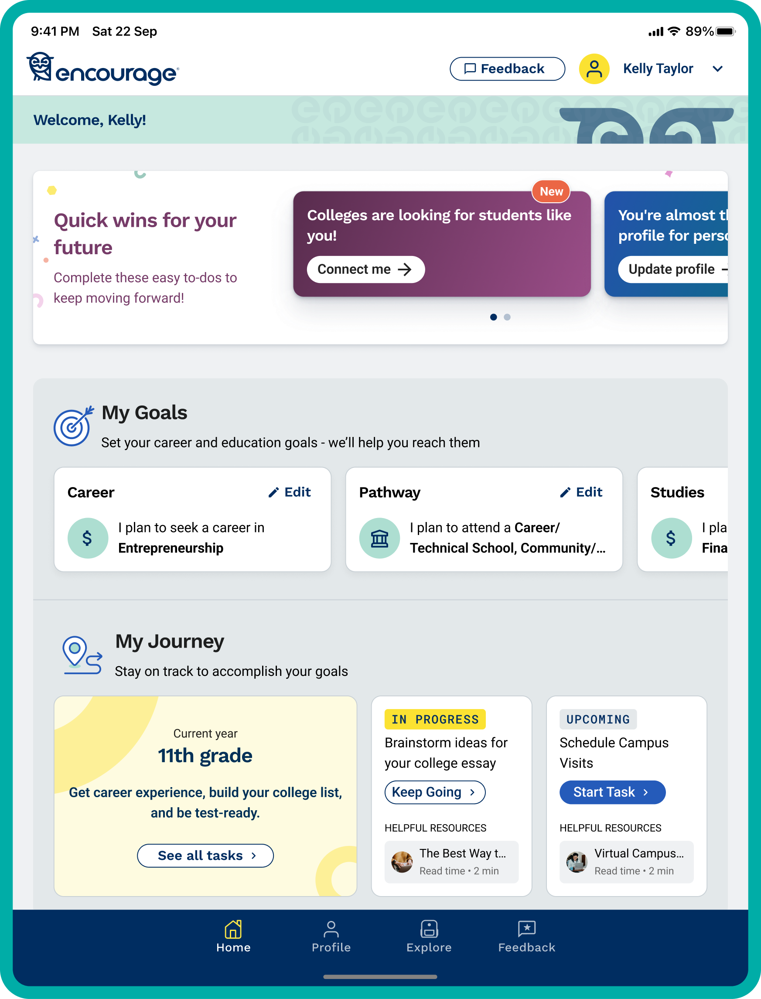 9:41 PM Sat 22 Sep 89%
encourage®
Feedback Kelly Taylor
Welcome, Kelly!
Quick wins for your
future
Complete these easy to-dos to
keep moving forward!
New
Colleges are looking for students like
you!
Connect me
You're almost
profile for
Update profile
My Goals
Set your career and education goals - we’ll help you reach them
Career Edit
I plan to seek a career in
Entrepreneurship
Pathway Edit
I plan to attend a Career/
Technical School, Community/...
Studies
I
My Journey
Stay on track to accomplish your goals
Current year
11th grade
Get career experience, build your college list,
and be test-ready.
See all tasks
IN PROGRESS
Brainstorm ideas for
your college essay
Keep Going
HELPFUL RESOURCES
The Best Way t...
Read time • 2 min
UPCOMING
Schedule Campus
Visits
Start Task
HELPFUL RESOURCES
Virtual Campus...
Read time • 2 min
Home
Profile
Explore
Feedback